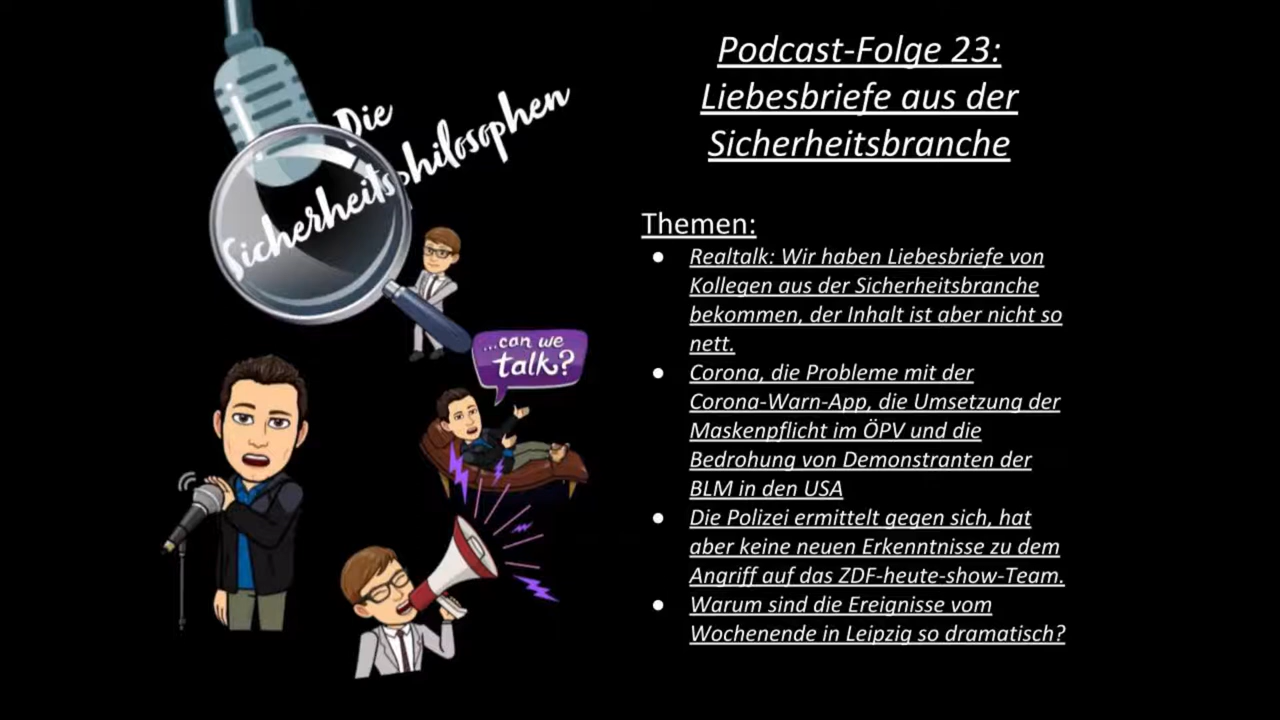 Die
Sicherheitsphilosophen
...can we
talk?
Podcast-Folge 23:
Liebesbriefe aus der
Sicherheitsbranche
Themen:
● Realtalk: Wir haben Liebesbriefe von
Kollegen aus der Sicherheitsbranche
bekommen, der Inhalt ist aber nicht so
nett.
● Corona, die Probleme mit der
Corona-Warn-App, die Umsetzung der
Maskenpflicht im ÖPV und die
Bedrohung von Demonstranten der
BLM in den USA
● Die Polizei ermittelt gegen sich, hat
aber keine neuen Erkenntnisse zu dem
Angriff auf das ZDF-heute-show-Team.
● Warum sind die Ereignisse vom
Wochenende in Leipzig so dramatisch?